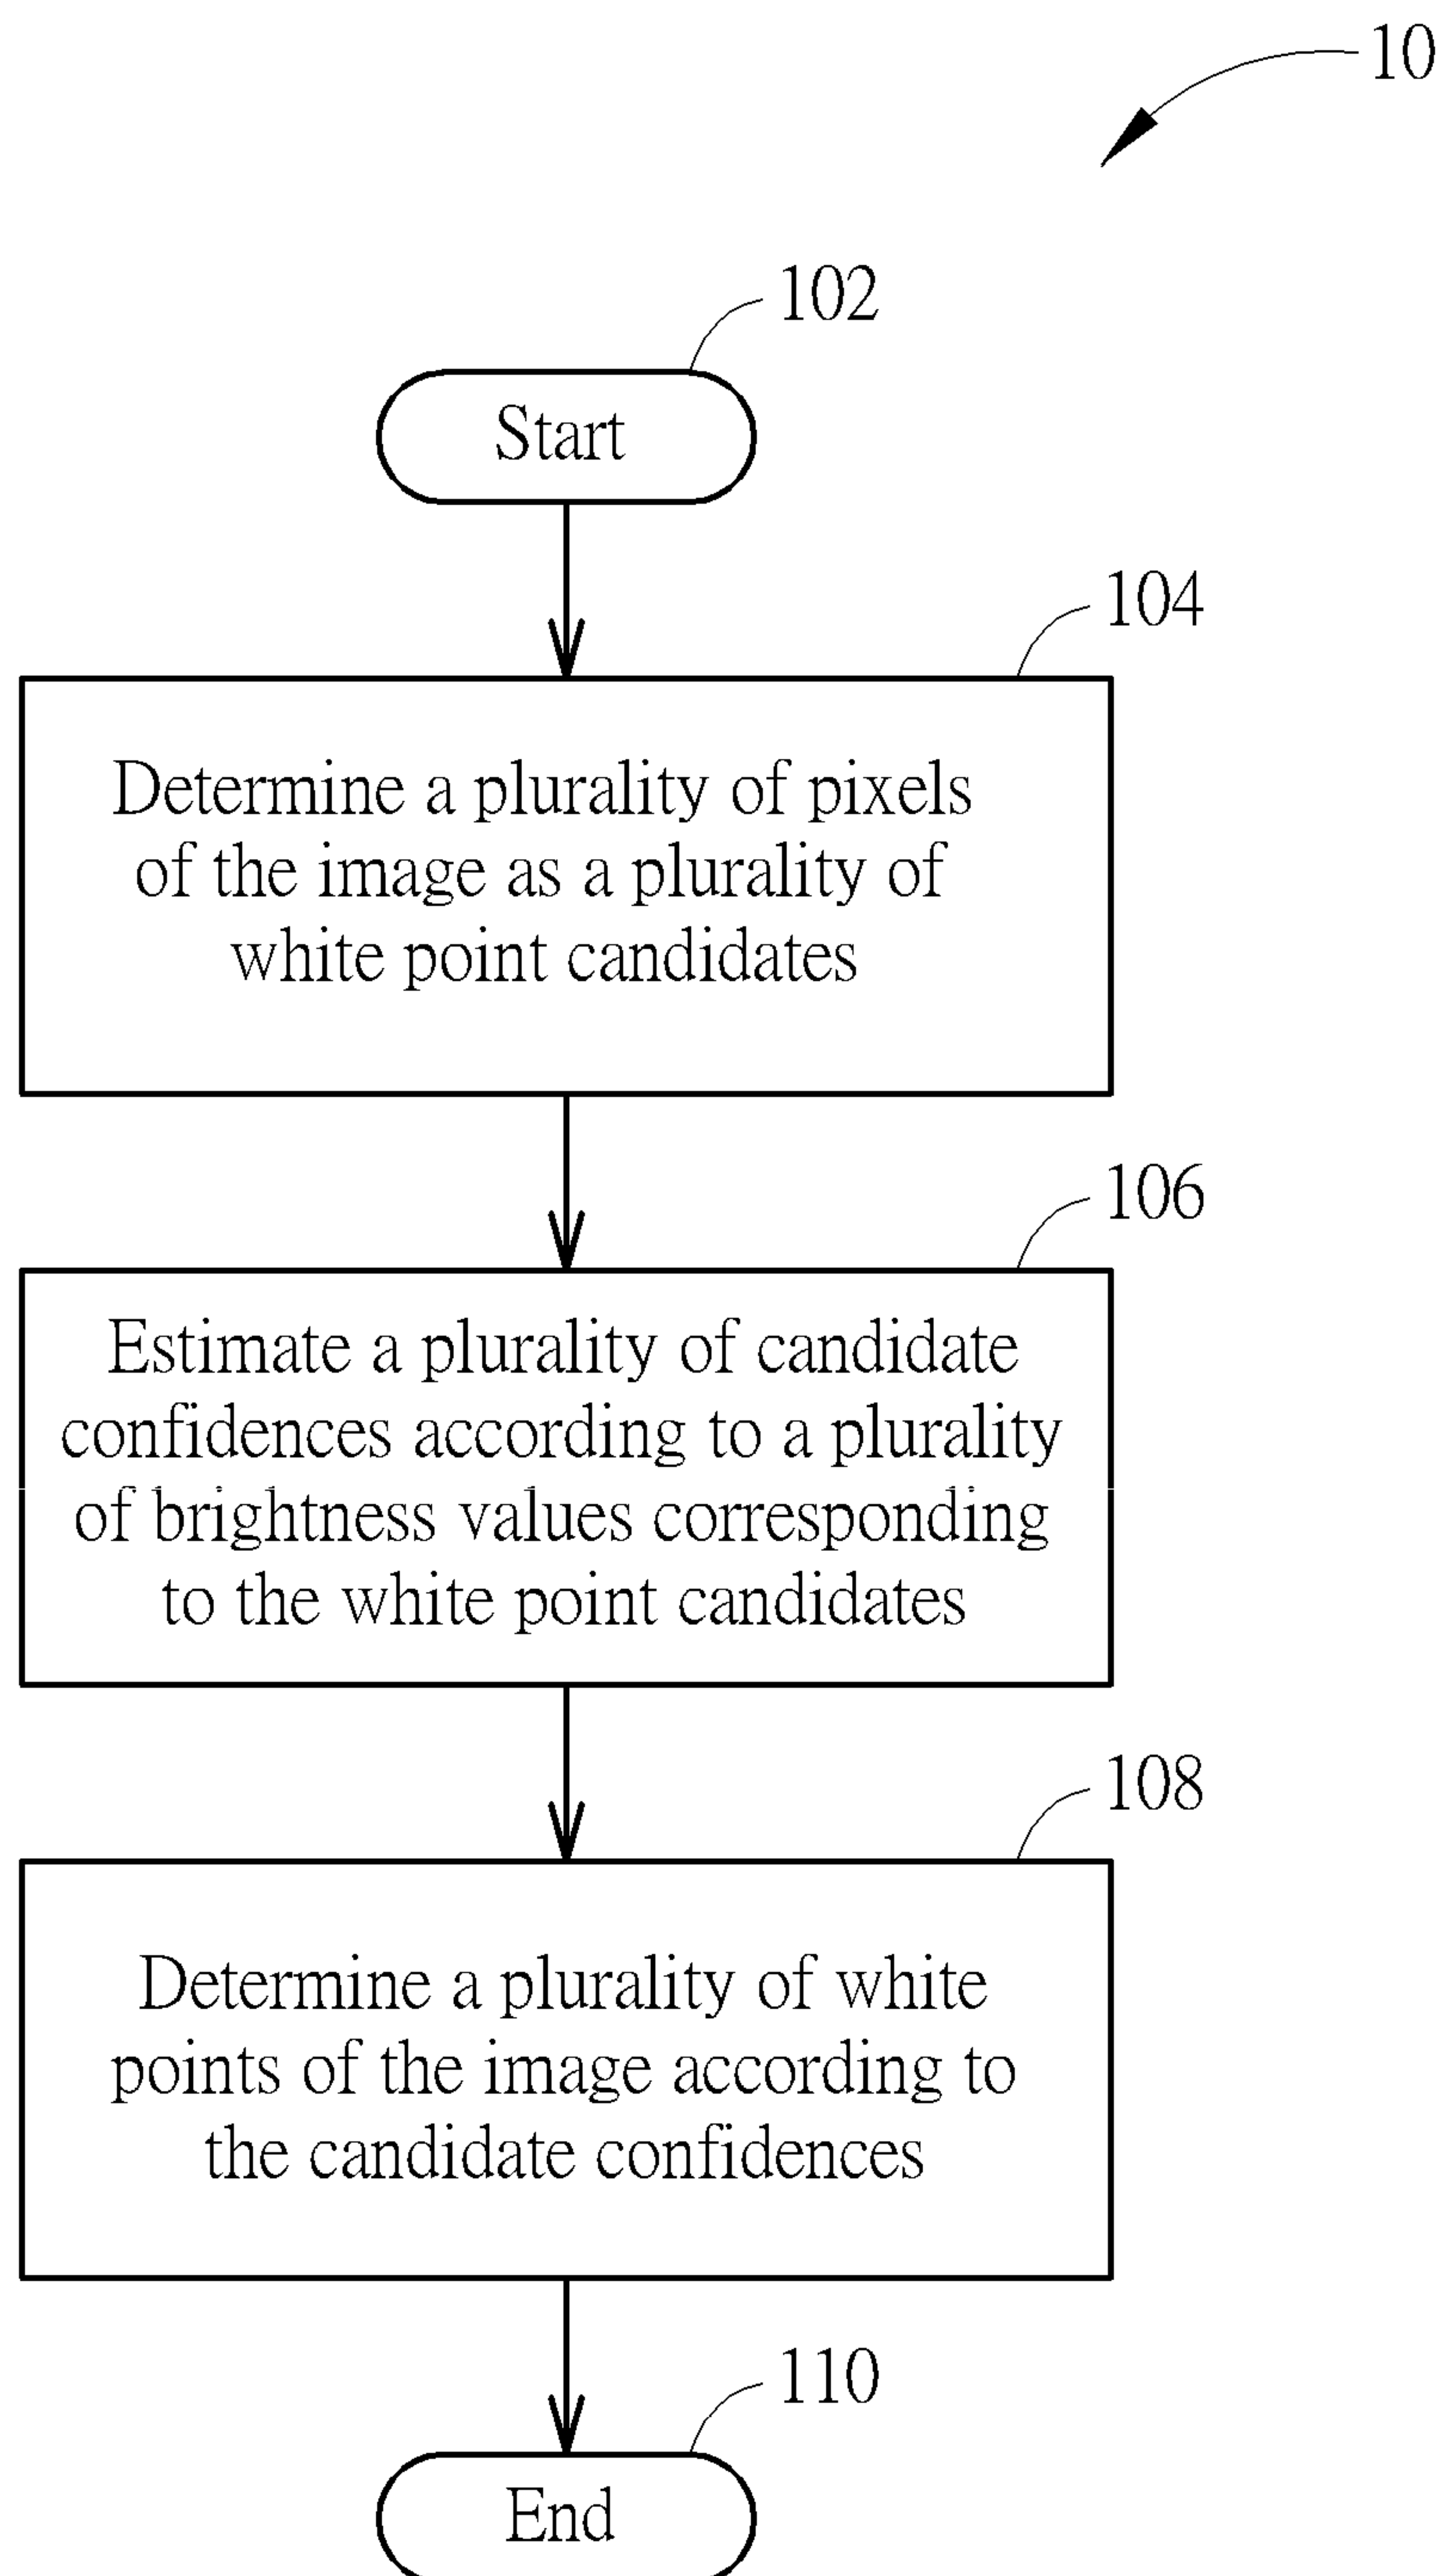 10
102
Start
104
Determine a plurality of pixels
of the image as a plurality of
white point candidates
106
Estimate a plurality of candidate
confidences according to a plurality
of brightness values corresponding
to the white point candidates
108
Determine a plurality of white
points of the image according to
the candidate confidences
110
End